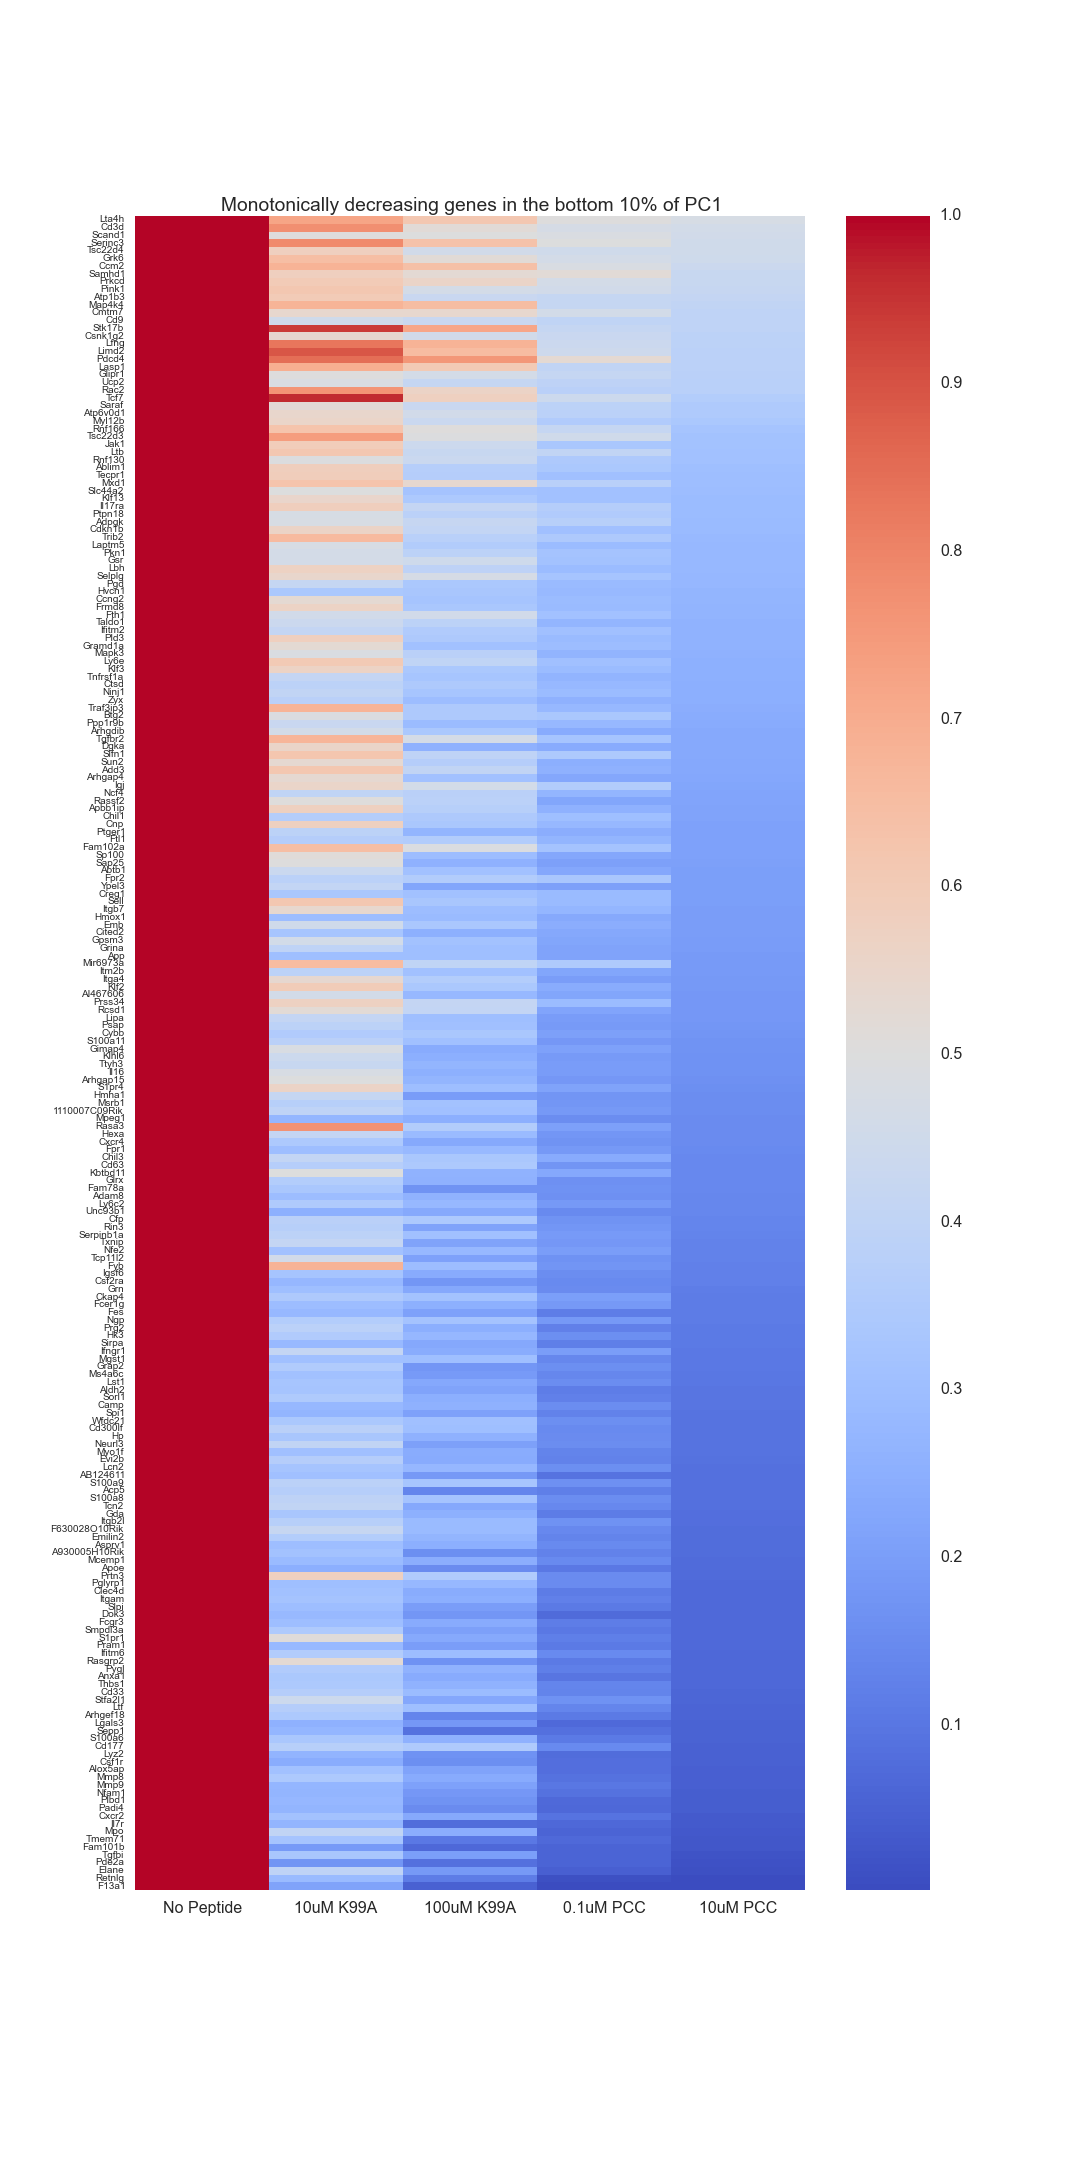 Monotonically decreasing genes in the bottom 10% of PC1
Lta4h
Cd3d
Scand1
Serinc3
Tsc22d4
Grk6
Ccm2
Samhd1
Prkcd
Pink1
Atp1b3
Map4k4
Cmtm7
Cd9
Stk17b
Csnk1g2
Lfng
Limd2
Pdcd4
Lasp1
Glipr1
Ucp2
Rac2
Tcf7
Saraf
Atp6v0d1
Myl12b
Rnf166
Tsc22d3
Jak1
Ltb
Rnf130
Ablim1
Tecpr1
Mxd1
Slc44a2
Klf13
Il17ra
Ptpn18
Adpgk
Cdkn1b
Trib2
Laptm5
Pkn1
Gsr
Lbh
Selplg
Pgd
Hvcn1
Ccng2
Frmd8
Fth1
Taldo1
Ifitm2
Pld3
Gramd1a
Mapk3
Ly6e
Klf3
Tnfrsf1a
Ctsd
Ninj1
Zyx
Traf3ip3
Btg2
Ppp1r9b
Arhgdib
Tgfbr2
Dgka
Slfn1
Sun2
Add3
Arhgap4
Igj
Ncf4
Rassf2
Apbb1ip
Chil1
Cnp
Ptger1
Ftl1
Fam102a
Sp100
Sap25
Abtb1
Fpr2
Ypel3
Creg1
Sell
Itgb7
Hmox1
Emb
Cited2
Gpsm3
Grina
App
Mir6973a
Itm2b
Itga4
Klf2
AI467606
Prss34
Rcsd1
Lipa
Psap
Cybb
S100a11
Gimap4
Klhl6
Ttyh3
Il16
Arhgap15
S1pr4
Hmha1
Msrb1
1110007C09Rik
Mpeg1
Rasa3
Hexa
Cxcr4
Fpr1
Chil3
Cd63
Kbtbd11
Glrx
Fam78a
Adam8
Ly6c2
Unc93b1
Cfp
Rin3
Serpinb1a
Txnip
Nfe2
Tcp11l2
Fyb
Igsf6
Csf2ra
Grn
Ckap4
Fcer1g
Fes
Ngp
Prg2
Hk3
Sirpa
Ifngr1
Mgst1
Grap2
Ms4a6c
Lst1
Aldh2
Sorl1
Camp
Spi1
Wfdc21
Cd300lf
Hp
Neurl3
Myo1f
Evi2b
Lcn2
AB124611
S100a9
Acp5
S100a8
Tcn2
Gda
Itgb2l
F630028O10Rik
Emilin2
Asprv1
A930005H10Rik
Mcemp1
Apoe
Prtn3
Pglyrp1
Clec4d
Itgam
Slpi
Dok3
Fcgr3
Smpdl3a
S1pr1
Pram1
Ifitm6
Rasgrp2
Pygl
Anxa1
Thbs1
Cd33
Stfa2l1
Ltf
Arhgef18
Lgals3
Sepp1
S100a6
Cd177
Lyz2
Csf1r
Alox5ap
Mmp8
Mmp9
Nfam1
Plbd1
Padi4
Cxcr2
Il7r
Mpo
Tmem71
Fam101b
Tgfbi
Pde2a
Elane
Retnlg
F13a1
No Peptide
10uM K99A
100uM K99A
0.1uM PCC
10uM PCC
1.0
0.9
0.8
0.7
0.6
0.5
0.4
0.3
0.2
0.1